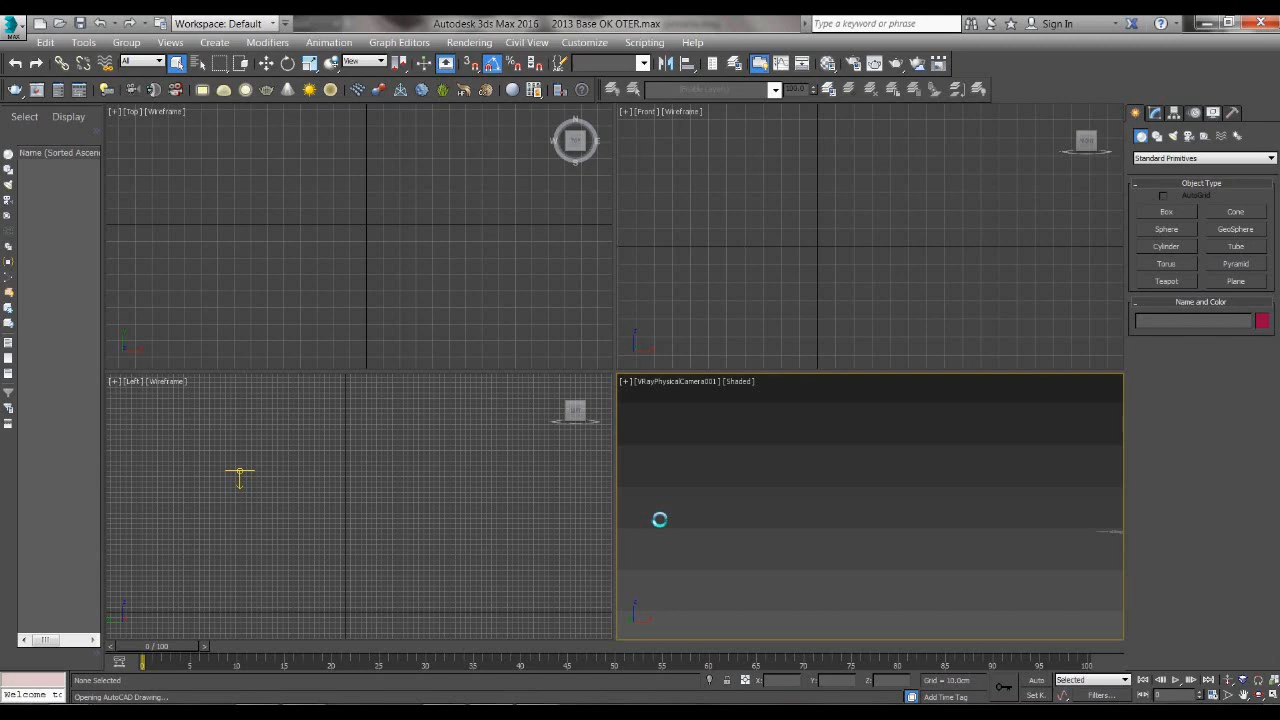 Workspace: Default
Autodesk 3ds Max 2016    2013 Base OK OTER.max
Type a keyword or phrase
Sign In
MAX
Edit Tools Group Views Create Modifiers Animation Graph Editors Rendering Civil View Customize Scripting Help
All
View
100.0
Select Display
Name (Sorted Ascen
[+] [Top] [Wireframe]
N
W E
S
[+] [Front] [Wireframe]
Standard Primitives
Object Type
AutoGrid
Box Cone
Sphere GeoSphere
Cylinder Tube
Torus Pyramid
Teapot Plane
Name and Color
[+] [Left] [Wireframe]
[+] [VRayPhysicalCamera001] [Shaded]
0 / 100
0 5 10 15 20 25 30 35 40 45 50 55 60 65 70 75 80 85 90 95 100
None Selected
X: Y: Z:
Grid = 10.0cm
Auto
Selected
Welcome to
Opening AutoCAD Drawing...
Add Time Tag
Set K.
Filters...
0